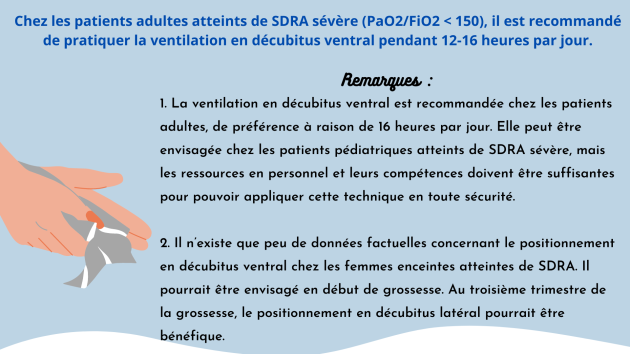 Chez les patients adultes atteints de SDRA sévère (PaO2/FiO2 < 150), il est recommandé
de pratiquer la ventilation en décubitus ventral pendant 12-16 heures par jour.
Remarques :
1. La ventilation en décubitus ventral est recommandée chez les patients
adultes, de préférence à raison de 16 heures par jour. Elle peut être
envisagée chez les patients pédiatriques atteints de SDRA sévère, mais
les ressources en personnel et leurs compétences doivent être suffisantes
pour pouvoir appliquer cette technique en toute sécurité.
2. Il n'existe que peu de données factuelles concernant le positionnement
en décubitus ventral chez les femmes enceintes atteintes de SDRA. Il
pourrait être envisagé en début de grossesse. Au troisième trimestre de
la grossesse, le positionnement en décubitus latéral pourrait être
bénéfique.